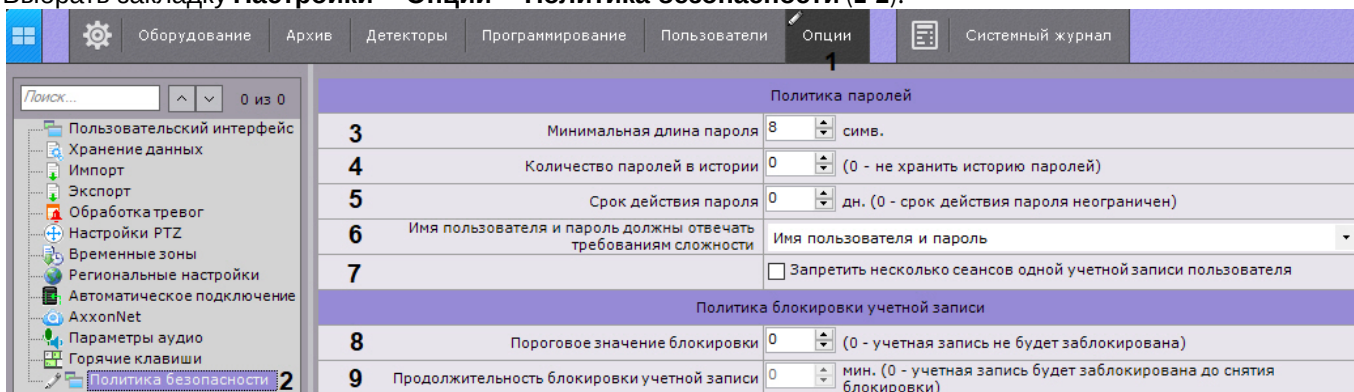 Выбрать закладку Настройки – Опции – Политика безопасности (1-2).
Оборудование Архив Детекторы Программирование Пользователи Опции Системный журнал
1
Поиск... 0 из 0
Пользовательский интерфейс
Хранение данных
Импорт
Экспорт
Обработка тревог
Настройки PTZ
Временные зоны
Региональные настройки
Автоматическое подключение
AxxonNet
Параметры аудио
Горячие клавиши
Политика безопасности 2
Политика паролей
3 Минимальная длина пароля 8 симв.
4 Количество паролей в истории 0 (0 - не хранить историю паролей)
5 Срок действия пароля 0 дн. (0 - срок действия пароля неограничен)
6 Имя пользователя и пароль должны отвечать
требованиям сложности Имя пользователя и пароль
7 Запретить несколько сеансов одной учетной записи пользователя
Политика блокировки учетной записи
8 Пороговое значение блокировки 0 (0 - учетная запись не будет заблокирована)
9 Продолжительность блокировки учетной записи 0 мин. (0 - учетная запись будет заблокирована до снятия
блокировки)